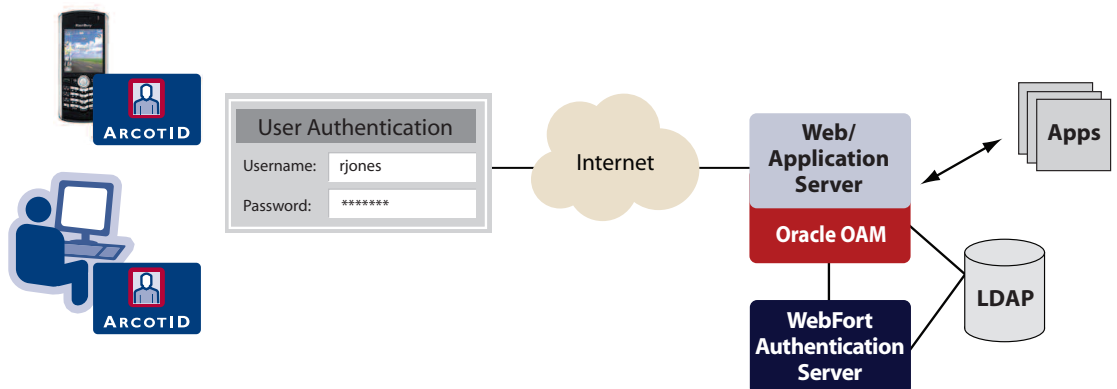 ARCOTID
User Authentication
Username: rjones
Password: *******
Internet
Web/
Application
Server
Oracle OAM
Apps
LDAP
WebFort
Authentication
Server
ARCOTID